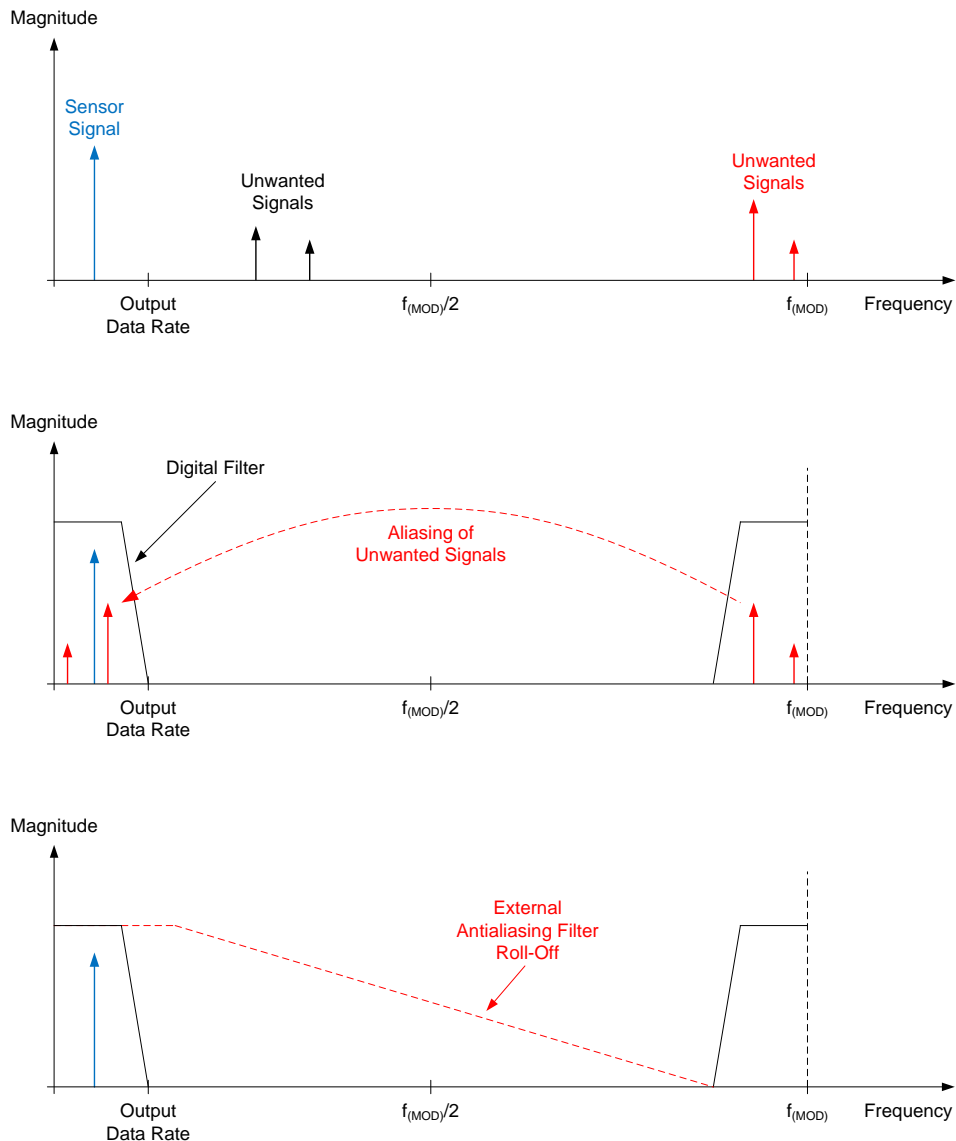 Magnitude
Sensor
Signal
Unwanted
Signals
Unwanted
Signals
Output
Data Rate
f(MOD)/2
f(MOD)
Frequency
Magnitude
Digital Filter
Aliasing of
Unwanted Signals
Output
Data Rate
f(MOD)/2
f(MOD)
Frequency
Magnitude
External
Antialiasing Filter
Roll-Off
Output
Data Rate
f(MOD)/2
f(MOD)
Frequency